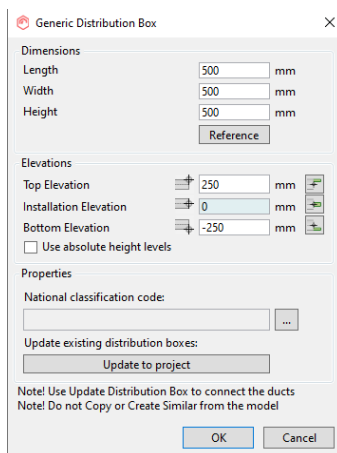 Generic Distribution Box
Dimensions
Length 500 mm
Width 500 mm
Height 500 mm
Reference
Elevations
Top Elevation 250 mm
Installation Elevation 0 mm
Bottom Elevation -250 mm
Use absolute height levels
Properties
National classification code:
...
Update existing distribution boxes:
Update to project
Note! Use Update Distribution Box to connect the ducts
Note! Do not Copy or Create Similar from the model
OK Cancel